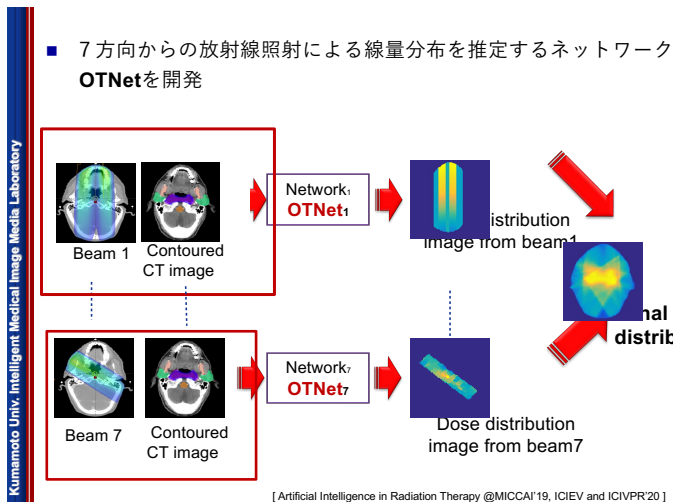 ■ 7方向からの放射線照射による線量分布を推定するネットワーク
OTNetを開発
Kumamoto Univ. Intelligent Medical Image Media Laboratory
Beam 1
Contoured
CT image
Network₁
OTNet₁
istribution
image from beam1
nal
distrib
Beam 7
Contoured
CT image
Network₇
OTNet₇
Dose distribution
image from beam7
[ Artificial Intelligence in Radiation Therapy @MICCAI'19, ICIEV and ICIVPR'20 ]